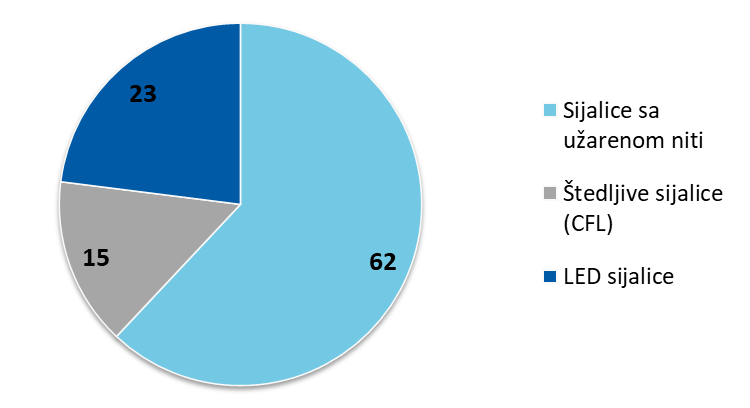 23
15
62
Sijalice sa
užarenom niti
Štedljive sijalice
(CFL)
LED sijalice